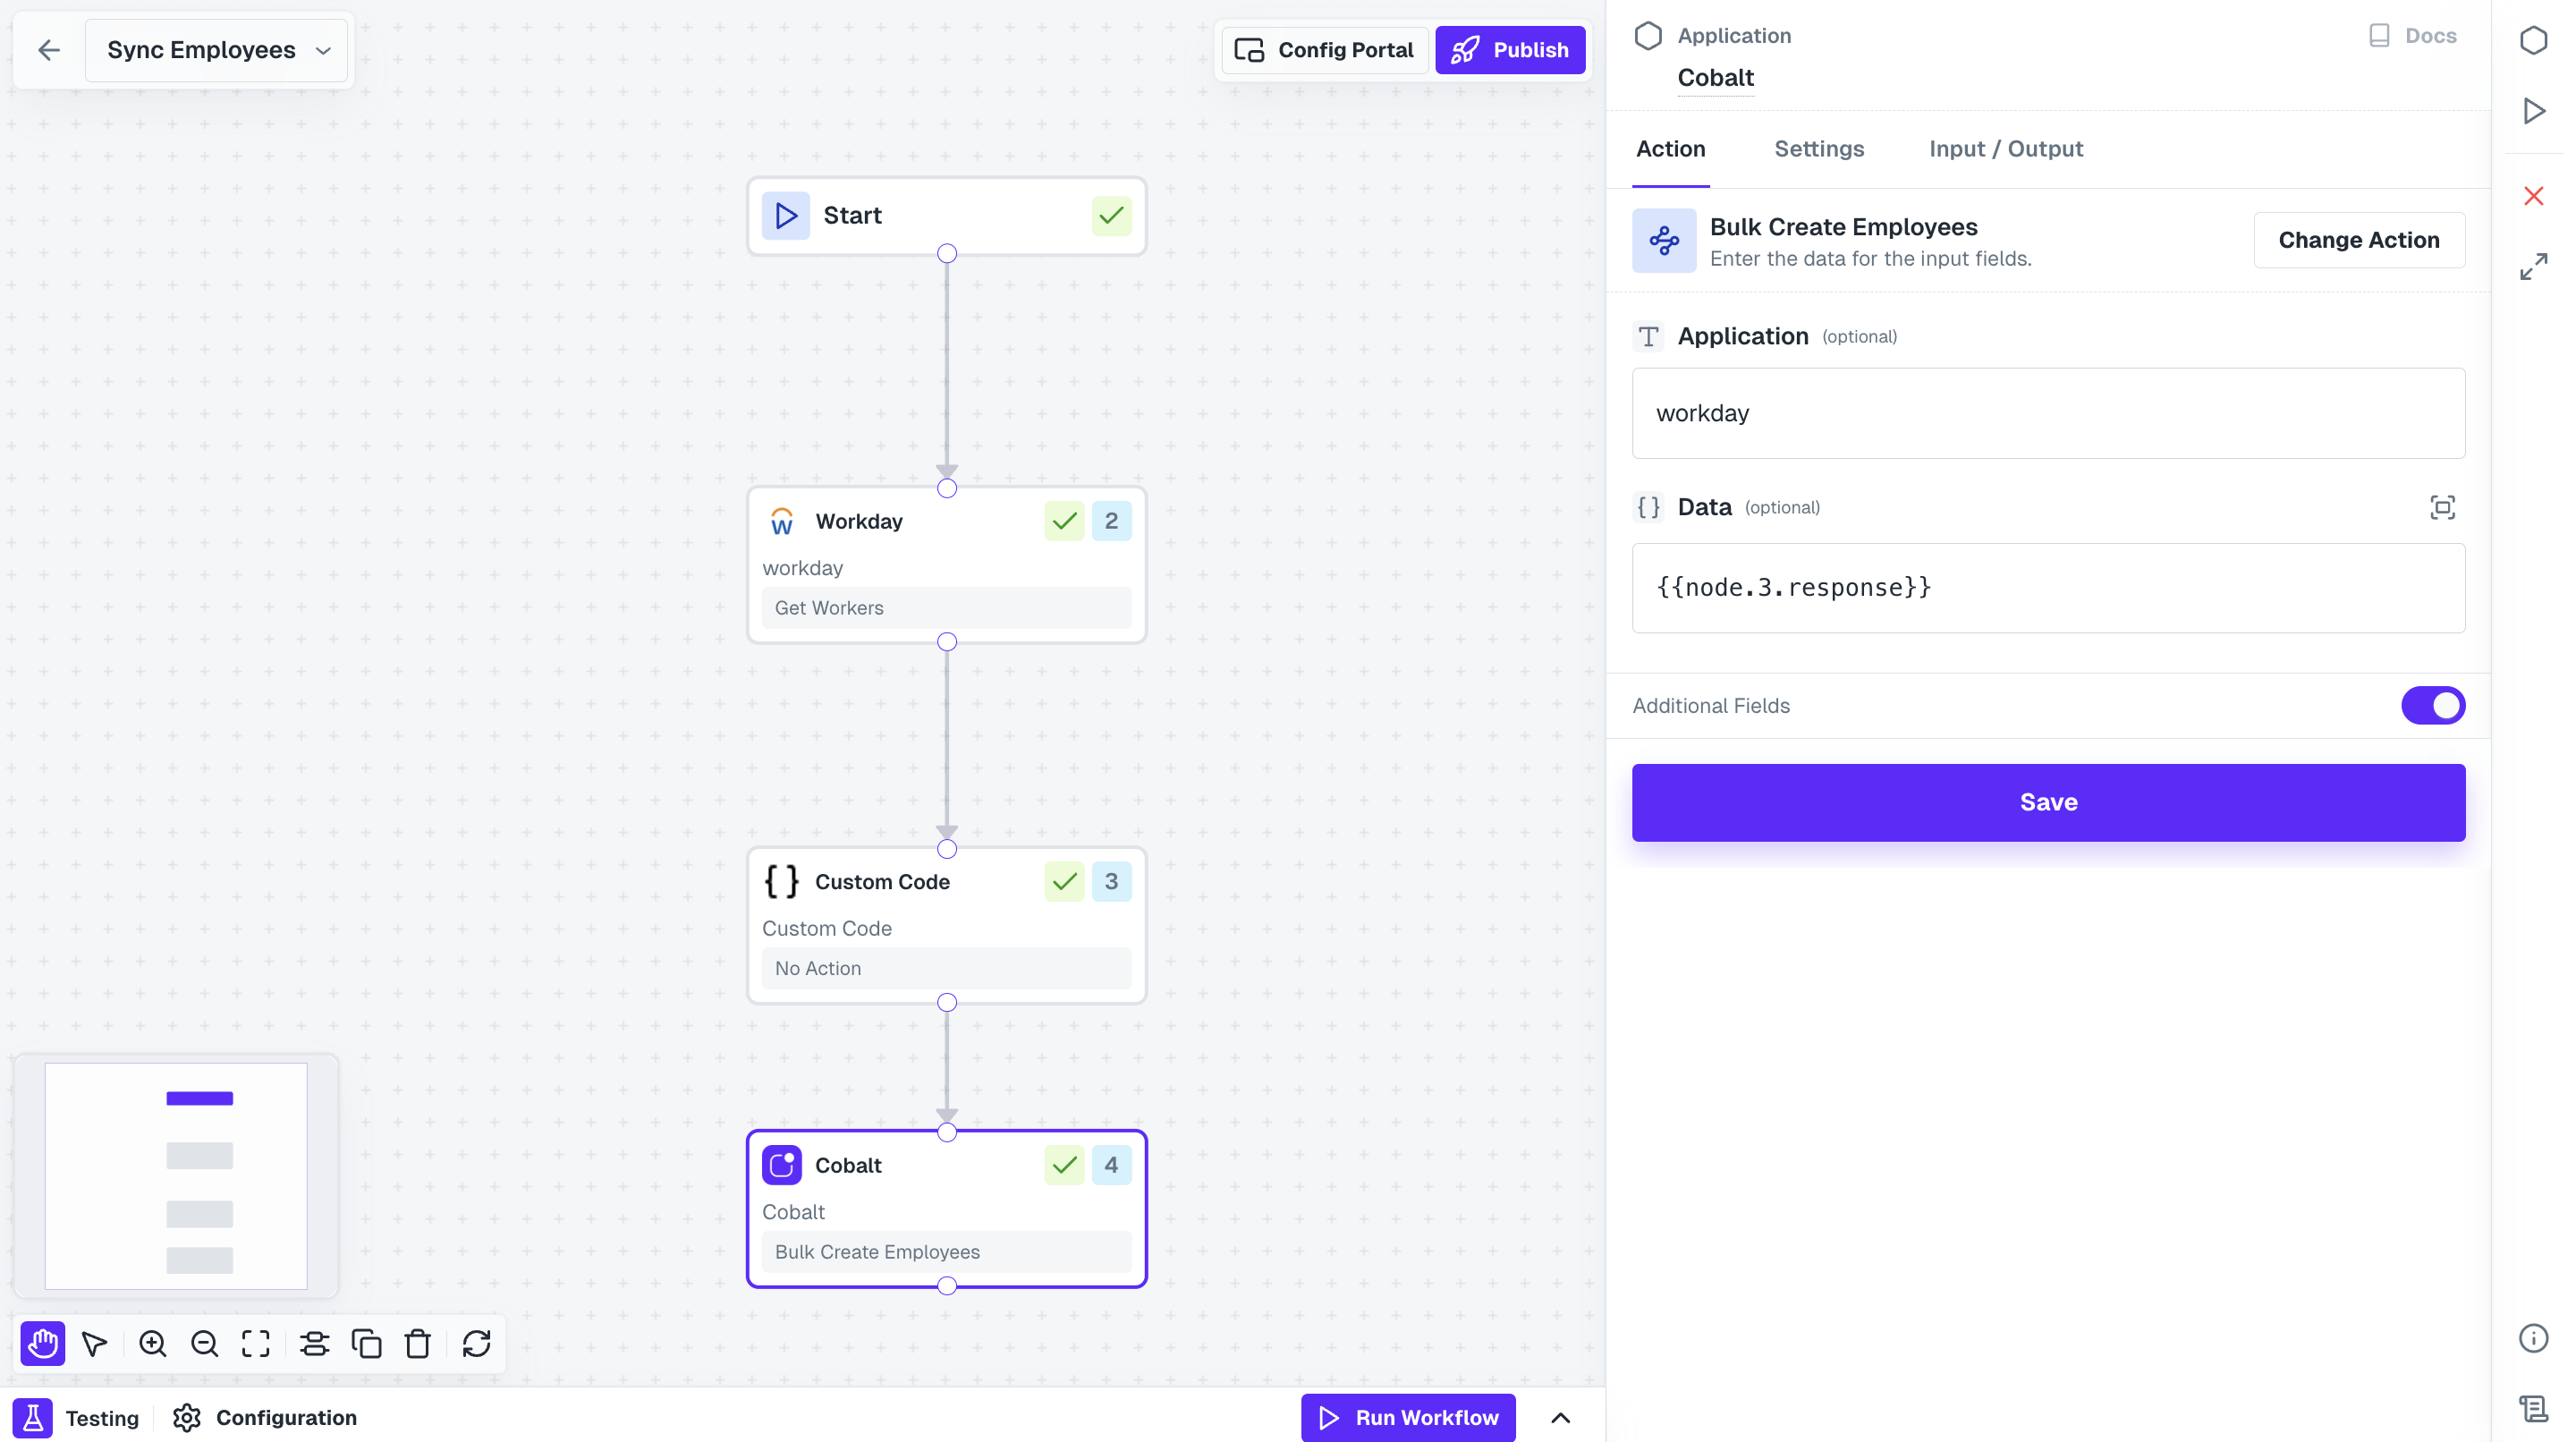 Sync Employees
Config Portal
Publish
Start
Workday
2
workday
Get Workers
Custom Code
3
Custom Code
No Action
Cobalt
4
Cobalt
Bulk Create Employees
Testing
Configuration
Run Workflow
Application
Docs
Cobalt
Action
Settings
Input / Output
Bulk Create Employees
Enter the data for the input fields.
Change Action
Application (optional)
workday
Data (optional)
{{node.3.response}}
Additional Fields
Save